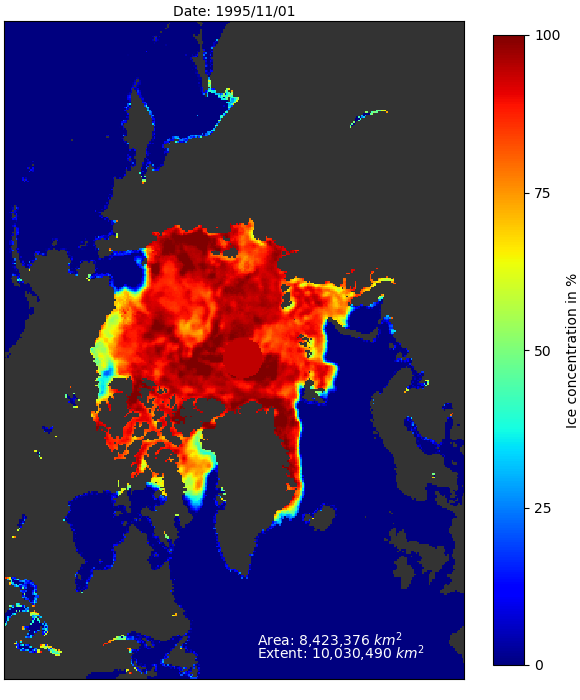 Date: 1995/11/01
100
75
50
25
0
Ice concentration in %
Area: 8,423,376 km²
Extent: 10,030,490 km²